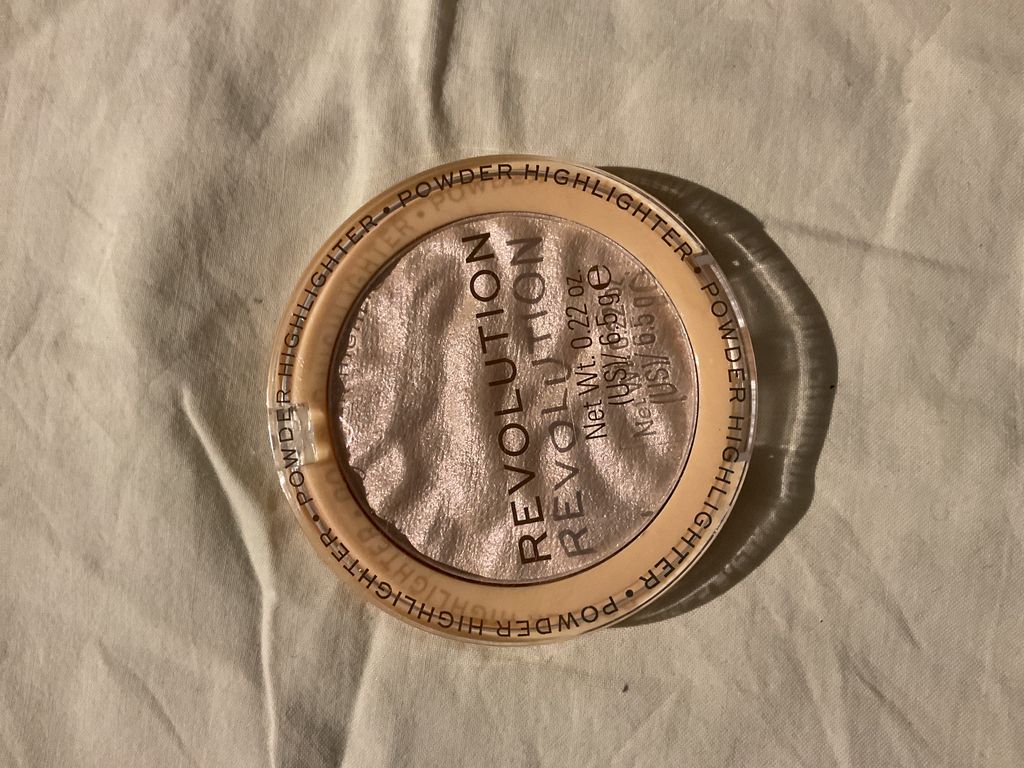 POWDER HIGHLIGHTER • POWDER HIGHLIGHTER • POWDER HIGHLIGHTER • POWDER HIGHLIGHTER •
REVOLUTION
Net Wt. 0.22 oz.
(US)/ 6.5g℮